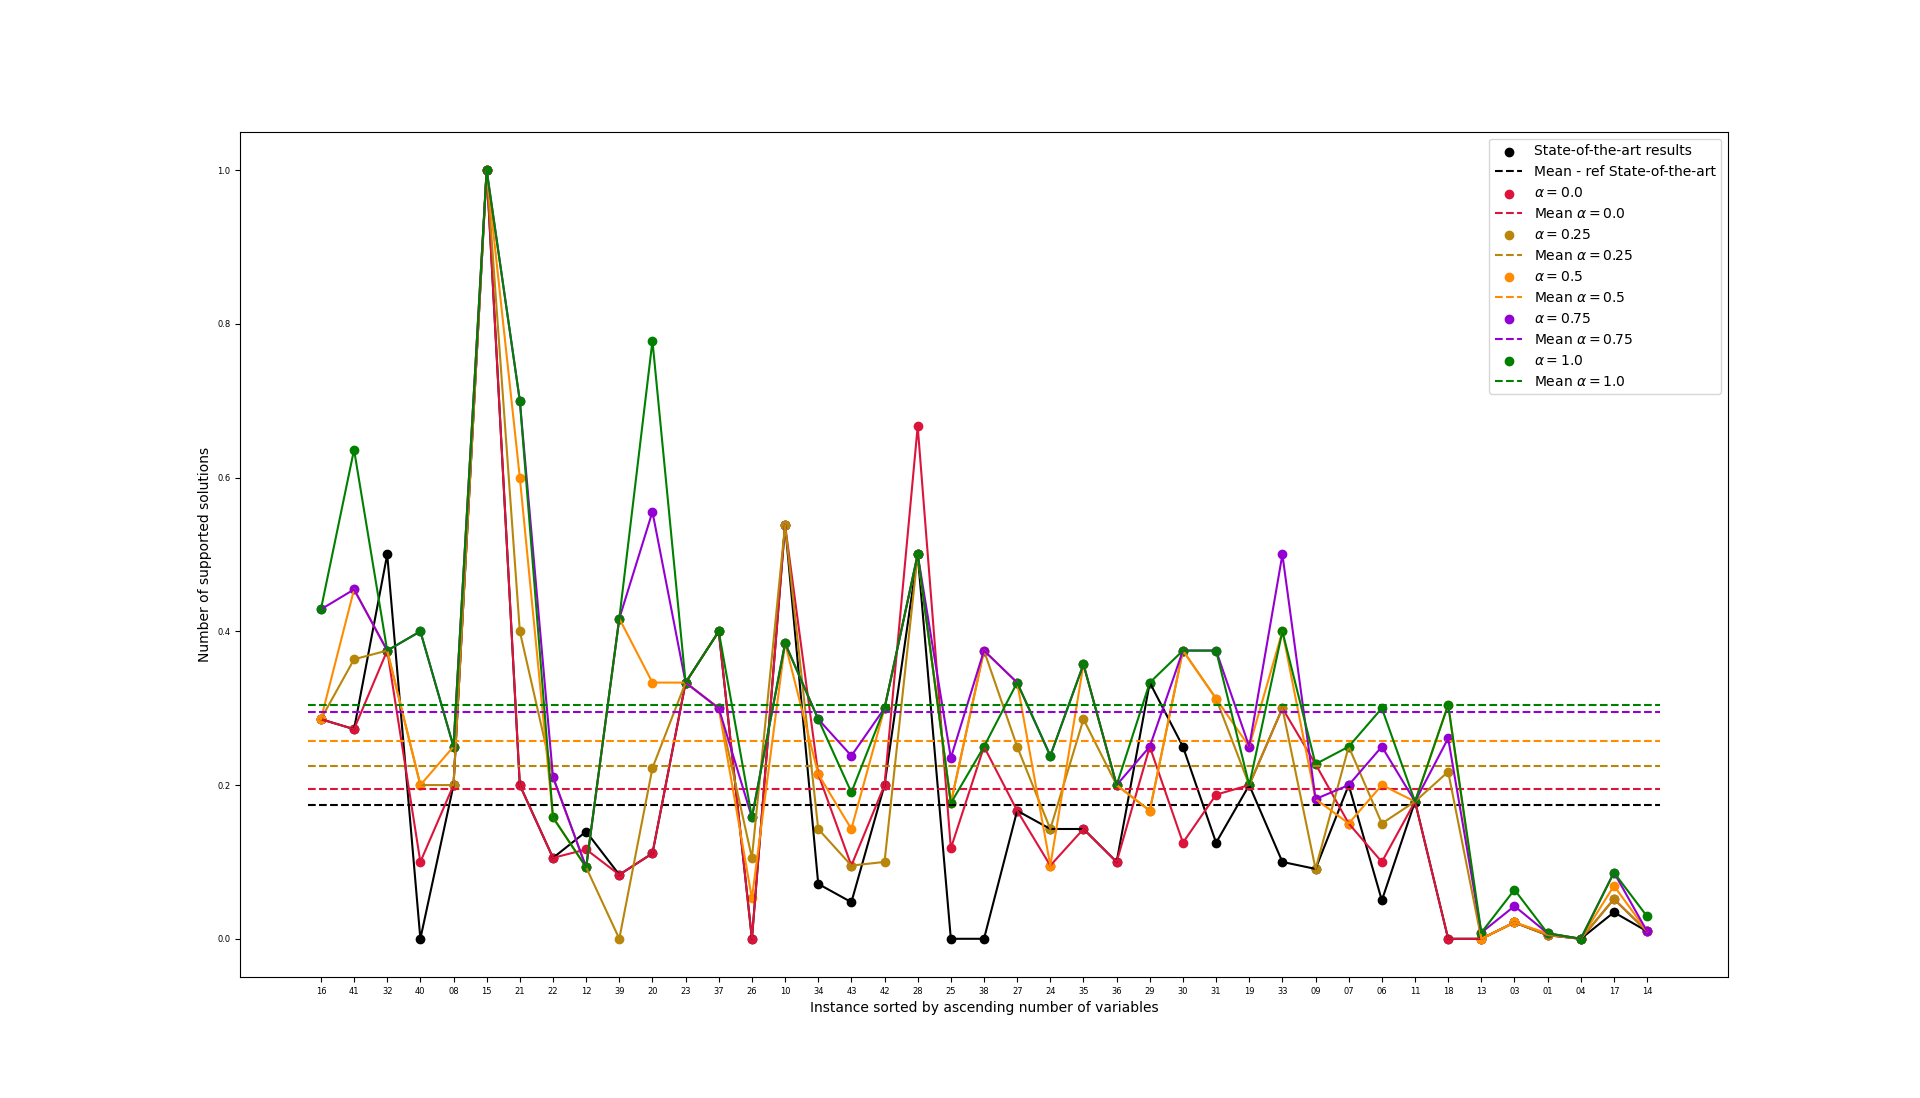 State-of-the-art results
Mean - ref State-of-the-art
α = 0.0
Mean α = 0.0
α = 0.25
Mean α = 0.25
α = 0.5
Mean α = 0.5
α = 0.75
Mean α = 0.75
α = 1.0
Mean α = 1.0
Number of supported solutions
1.0
0.8
0.6
0.4
0.2
0.0
16 41 32 40 08 15 21 22 12 39 20 23 37 26 10 34 43 42 28 25 38 27 24 35 36 29 30 31 19 33 09 07 06 11 18 13 03 01 04 17 14
Instance sorted by ascending number of variables